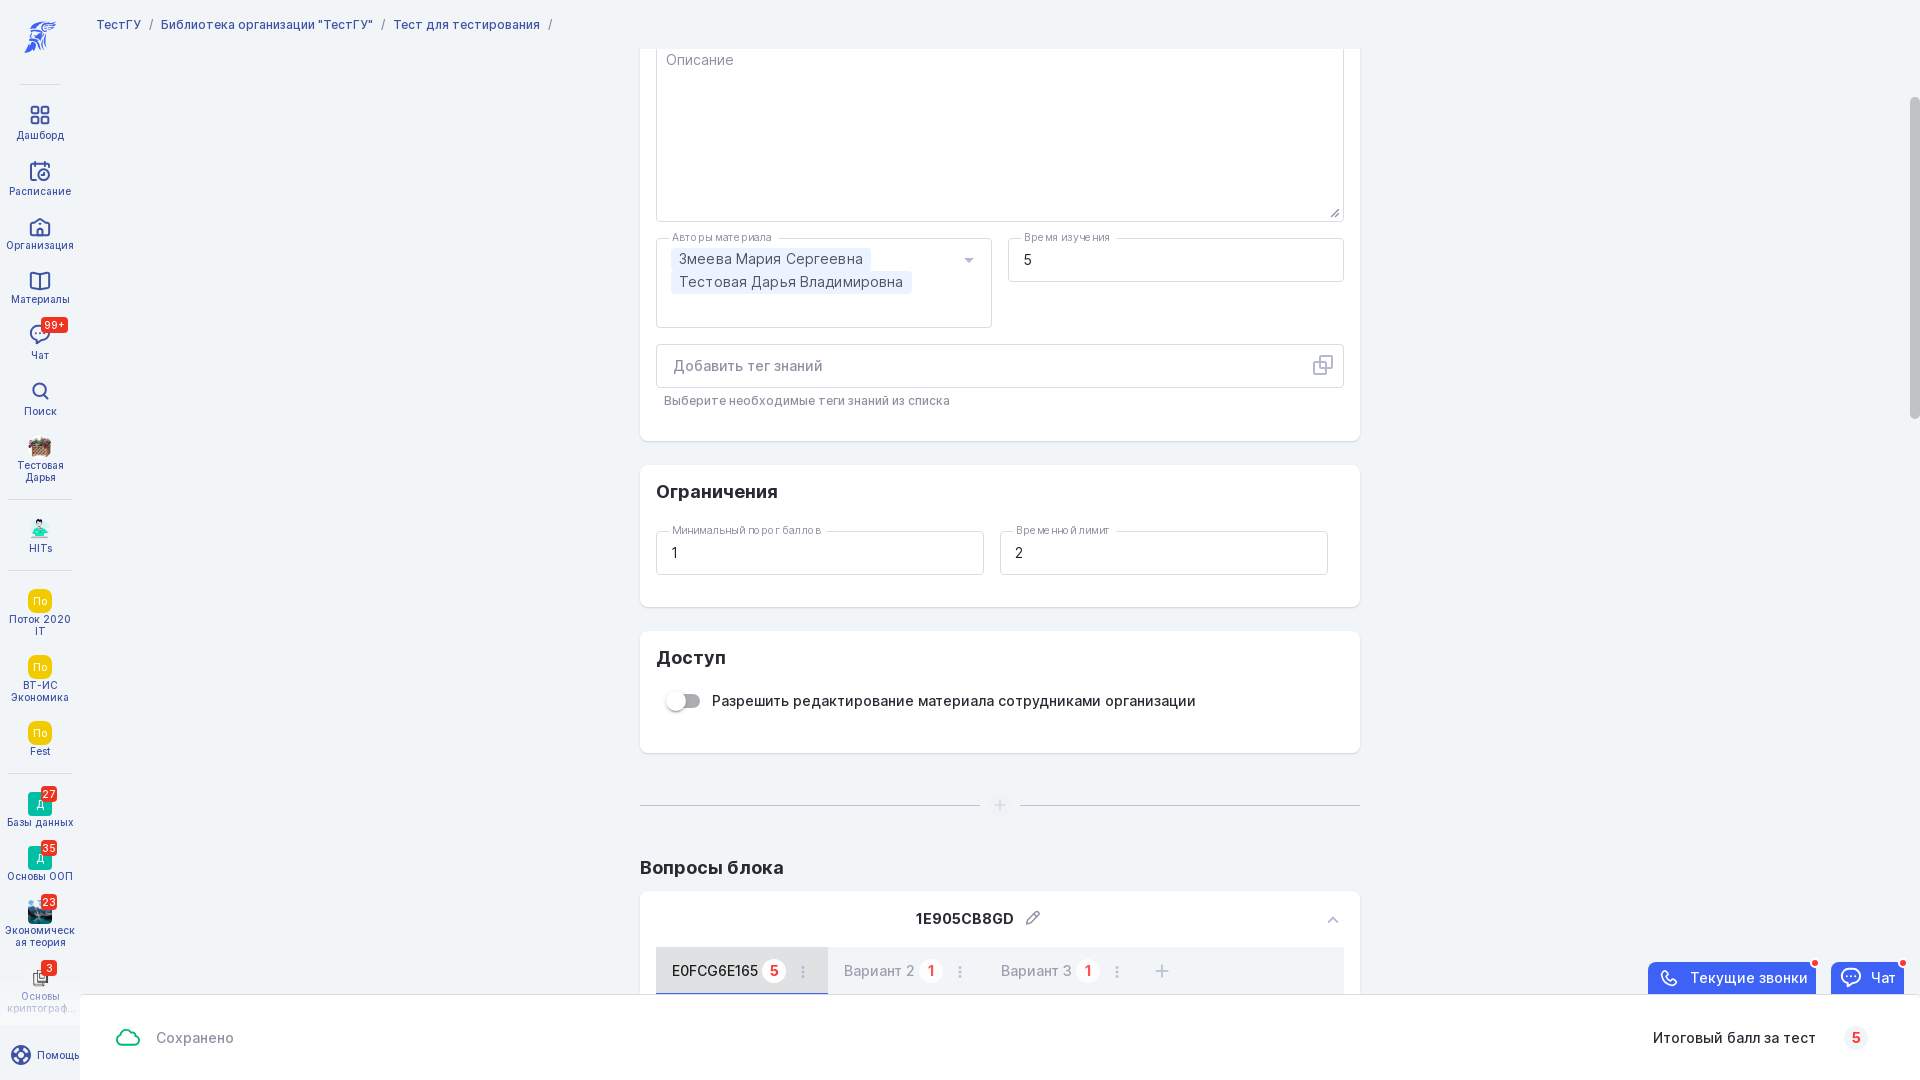 ТестГУ / Библиотека организации "ТестГУ" / Тест для тестирования /
Дашборд
Расписание
Организация
Материалы
99+
Чат
Поиск
Тестовая
Дарья
HITs
По
Поток 2020
IT
По
ВТ-ИС
Экономика
По
Fest
27
Д
Базы данных
35
Д
Основы ООП
23
Экономическ
ая теория
3
Основы
криптограф...
Помощь
Описание
Авторы материала
Змеева Мария Сергеевна
Тестовая Дарья Владимировна
Время изучения
5
Добавить тег знаний
Выберите необходимые теги знаний из списка
Ограничения
Минимальный порог баллов
1
Временной лимит
2
Доступ
Разрешить редактирование материала сотрудниками организации
Вопросы блока
1E905CB8GD
E0FCG6E165 5
Вариант 2 1
Вариант 3 1
Текущие звонки
Чат
Сохранено
Итоговый балл за тест 5